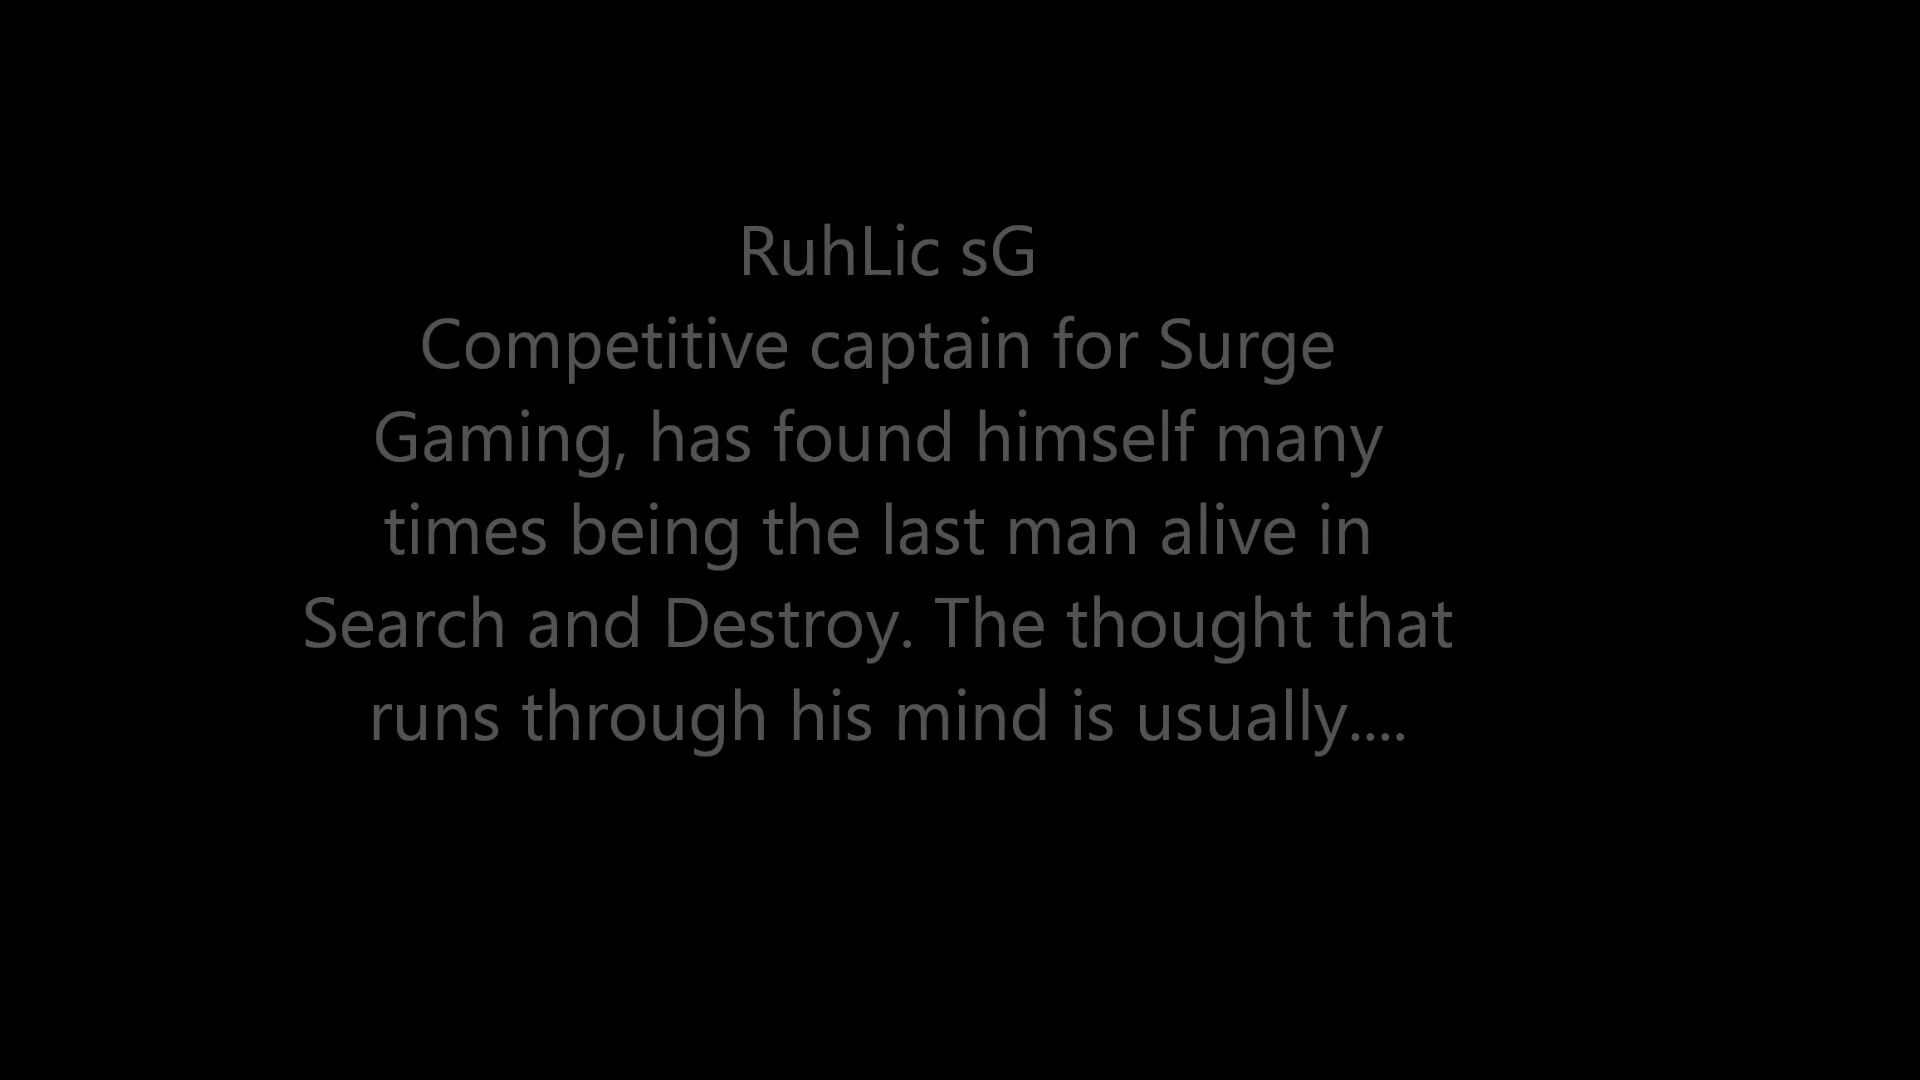 RuhLic sG
Competitive captain for Surge
Gaming, has found himself many
times being the last man alive in
Search and Destroy. The thought that
runs through his mind is usually....